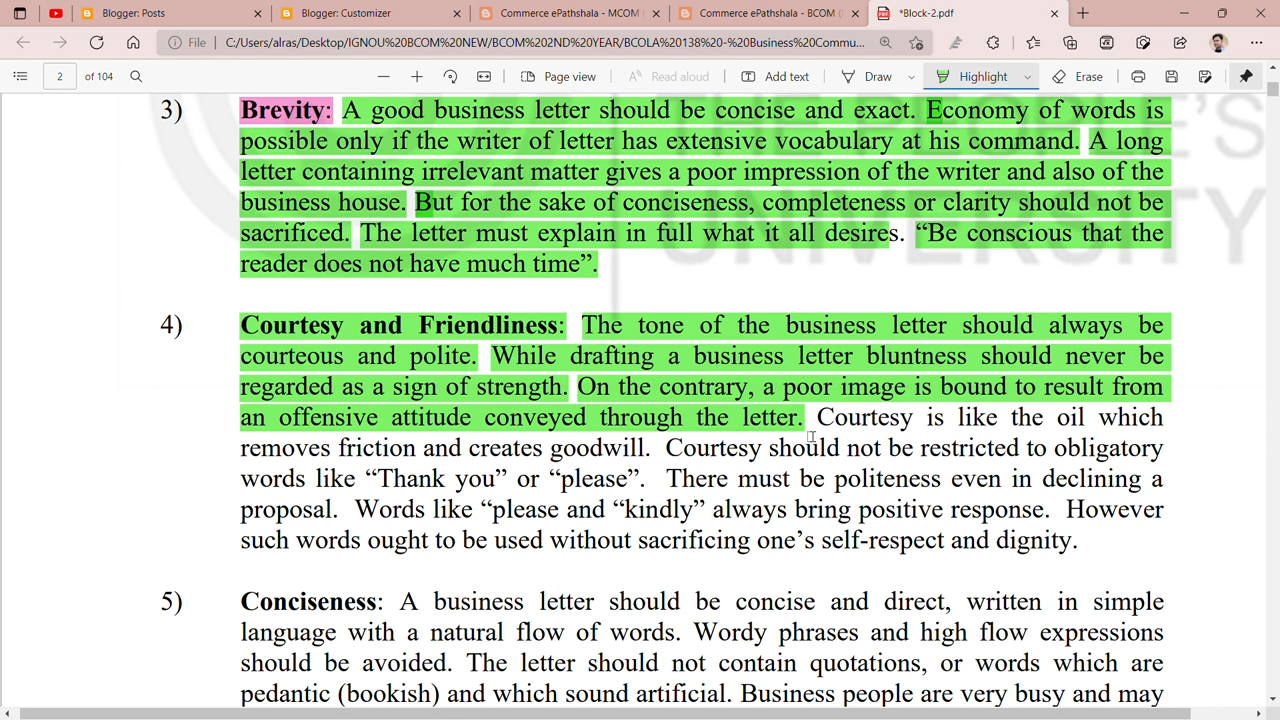 Blogger: Posts
Blogger: Customizer
Commerce ePathshala - MCOM
Commerce ePathshala - BCOM
*Block-2.pdf
File
C:/Users/alras/Desktop/IGNOU%20BCOM%20NEW/BCOM%202ND%20YEAR/BCOLA%20138%20-%20Business%20Commu...
2
of 104
Page view
Read aloud
Add text
Draw
Highlight
Erase
THE PEOPLE'S
UNIVERSITY
3) Brevity: A good business letter should be concise and exact. Economy of words is
possible only if the writer of letter has extensive vocabulary at his command. A long
letter containing irrelevant matter gives a poor impression of the writer and also of the
business house. But for the sake of conciseness, completeness or clarity should not be
sacrificed. The letter must explain in full what it all desires. “Be conscious that the
reader does not have much time”.
4) Courtesy and Friendliness: The tone of the business letter should always be
courteous and polite. While drafting a business letter bluntness should never be
regarded as a sign of strength. On the contrary, a poor image is bound to result from
an offensive attitude conveyed through the letter. Courtesy is like the oil which
removes friction and creates goodwill. Courtesy should not be restricted to obligatory
words like “Thank you” or “please”. There must be politeness even in declining a
proposal. Words like “please and “kindly” always bring positive response. However
such words ought to be used without sacrificing one’s self-respect and dignity.
5) Conciseness: A business letter should be concise and direct, written in simple
language with a natural flow of words. Wordy phrases and high flow expressions
should be avoided. The letter should not contain quotations, or words which are
pedantic (bookish) and which sound artificial. Business people are very busy and may